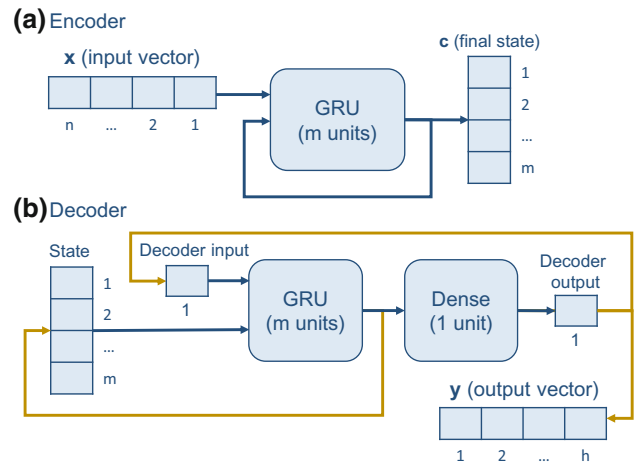 (a) Encoder
x (input vector)
n ... 2 1
GRU
(m units)
c (final state)
1
2
...
m
(b) Decoder
State
1
2
...
m
Decoder input
1
GRU
(m units)
Dense
(1 unit)
Decoder
output
1
y (output vector)
1 2 ... h